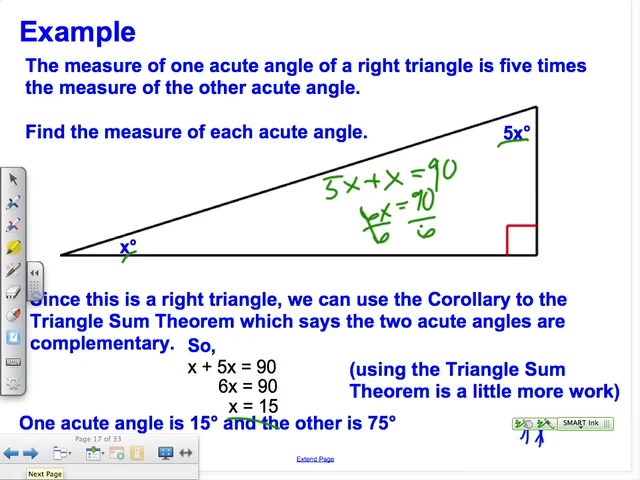 Example
The measure of one acute angle of a right triangle is five times
the measure of the other acute angle.
Find the measure of each acute angle.
5x°
5x+x=90
6x=90
6 6
x°
Since this is a right triangle, we can use the Corollary to the
Triangle Sum Theorem which says the two acute angles are
complementary.
So,
x + 5x = 90
6x = 90
x = 15
(using the Triangle Sum
Theorem is a little more work)
One acute angle is 15° and the other is 75°
SMART Ink
Page 17 of 33
Extend Page
Next Page